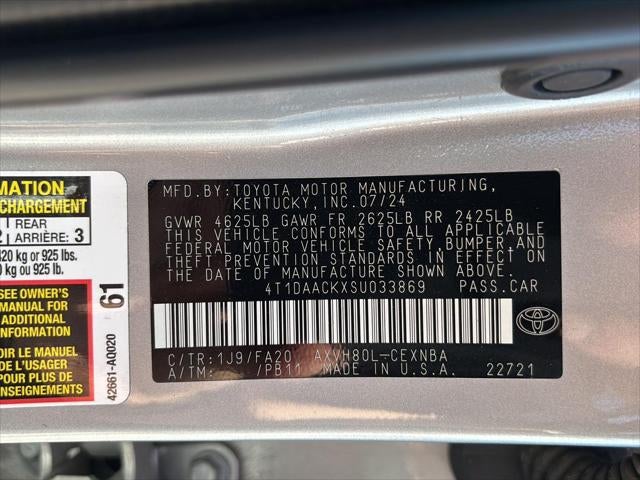 MATION
CHARGEMENT
REAR
2 ARRIÈRE: 3
420 kg or 925 lbs.
kg ou 925 lb.
SEE OWNER'S
MANUAL FOR
ADDITIONAL
INFORMATION
OIR LE MANUEL
DE L'USAGER
POUR PLUS DE
ENSEIGNEMENTS
61
42661-AQ020
MFD.BY:TOYOTA MOTOR MANUFACTURING,
KENTUCKY,INC.07/24
GVWR 4625LB GAWR FR 2625LB RR 2425LB
THIS VEHICLE CONFORMS TO ALL APPLICABLE
FEDERAL MOTOR VEHICLE SAFETY,BUMPER,AND
THEFT PREVENTION STANDARDS IN EFFECT ON
THE DATE OF MANUFACTURE SHOWN ABOVE.
4T1DAACKXSU033869 PASS.CAR
C/TR:1J9/FA20 AXVH80L-CEXNBA
A/TM: /PB11 MADE IN U.S.A. 22721